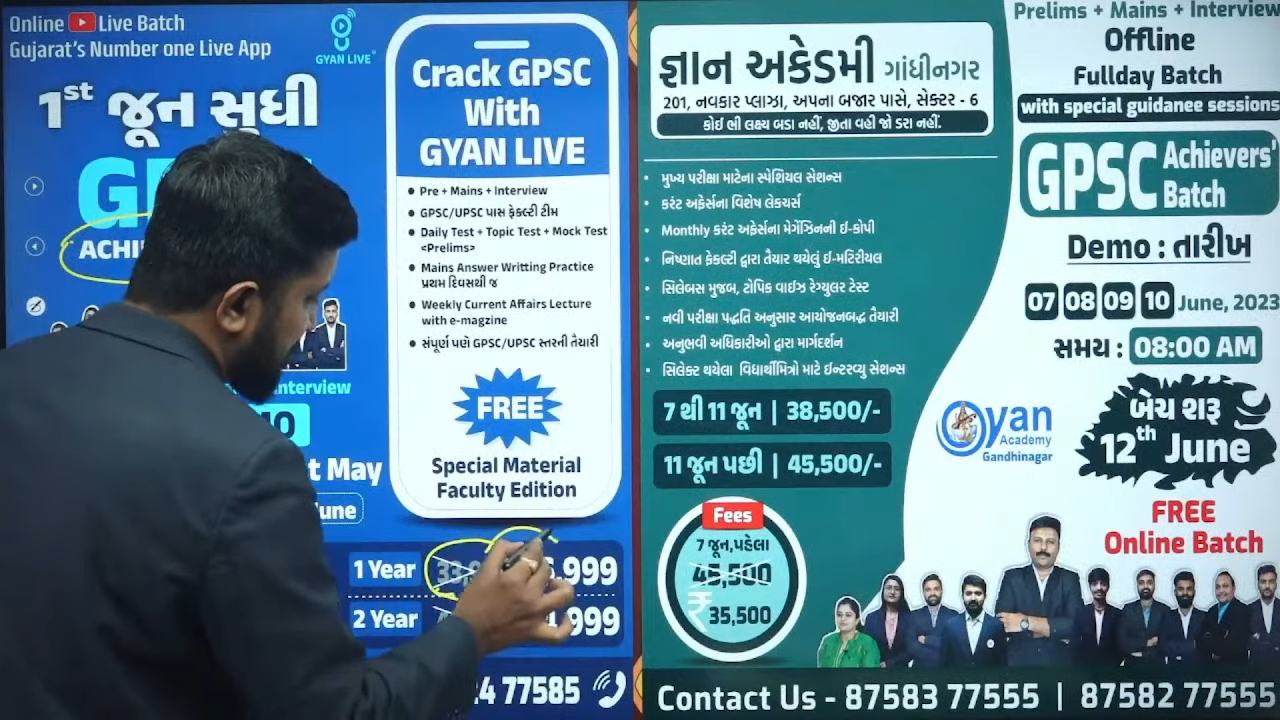 Online Live Batch
Gujarat's Number one Live App
GYAN LIVE
1st જૂન સુધી
nterview
May
une
1 Year
,999
2 Year
999
24 77585
Crack GPSC
With
GYAN LIVE
Pre + Mains + Interview
GPSC/UPSC પાસ ફેકલ્ટી ટીમ
Daily Test + Topic Test + Mock Test
<Prelims>
Mains Answer Writting Practice
પ્રથમ દિવસથી જ
Weekly Current Affairs Lecture
with e-magzine
સંપૂર્ણ પણે GPSC/UPSC સ્તરની તૈયારી
FREE
Special Material
Faculty Edition
જ્ઞાન અકેડમી ગાંધીનગર
201, નવકાર પ્લાઝા, અપના બજાર પાસે, સેક્ટર - 6
કોઈ ભી લક્ષ્ય બડા નહીં, જીતા વહી જો ડરા નહીં.
મુખ્ય પરીક્ષા માટેના સ્પેશિયલ સેશન્સ
કરંટ અફેર્સના વિશેષ લેકચર્સ
Monthly કરંટ અફેર્સના મેગેઝિનની ઈ-કોપી
નિષ્ણાત ફેકલ્ટી દ્વારા તૈયાર થયેલું ઈ-મટિરીયલ
સિલેબસ મુજબ, ટોપિક વાઈઝ રેગ્યુલર ટેસ્ટ
નવી પરીક્ષા પદ્ધતિ અનુસાર આયોજનબદ્ધ તૈયારી
અનુભવી અધિકારીઓ દ્વારા માર્ગદર્શન
સિલેક્ટ થયેલા વિદ્યાર્થીમિત્રો માટે ઈન્ટરવ્યુ સેશન્સ
7 થી 11 જૂન | 38,500/-
11 જૂન પછી | 45,500/-
Fees
7 જૂન,પહેલા
45,500
₹ 35,500
Prelims + Mains + Interview
Offline
Fullday Batch
with special guidanee sessions
GPSC Achievers'
Batch
Demo : તારીખ
07 08 09 10 June, 2023
સમય : 08:00 AM
Gyan
Academy
Gandhinagar
બેચ શરૂ
12th June
FREE
Online Batch
Contact Us - 87583 77555 | 87582 77555